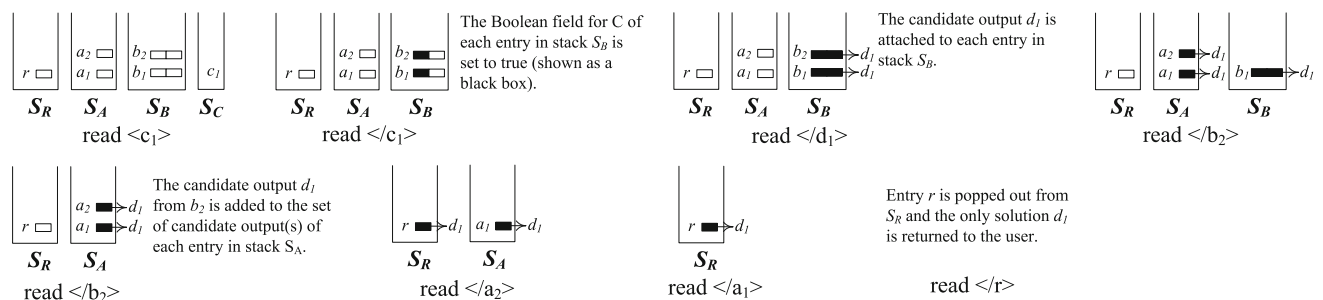 a2
b2
r
a1
b1
c1
SR SA SB SC
read <c1>
a2
b2
r
a1
b1
SR SA SB
read </c1>
The Boolean field for C of
each entry in stack SB is
set to true (shown as a
black box).
a2
b2 d1
r
a1
b1 d1
SR SA SB
read </d1>
The candidate output d1 is
attached to each entry in
stack SB.
a2 d1
r
a1 d1
b1 d1
SR SA SB
read </b2>
a2 d1
r
a1 d1
SR SA
read </b2>
The candidate output d1
from b2 is added to the set
of candidate output(s) of
each entry in stack SA.
r d1
a1 d1
SR SA
read </a2>
r d1
SR
read </a1>
Entry r is popped out from
SR and the only solution d1
is returned to the user.
read </r>